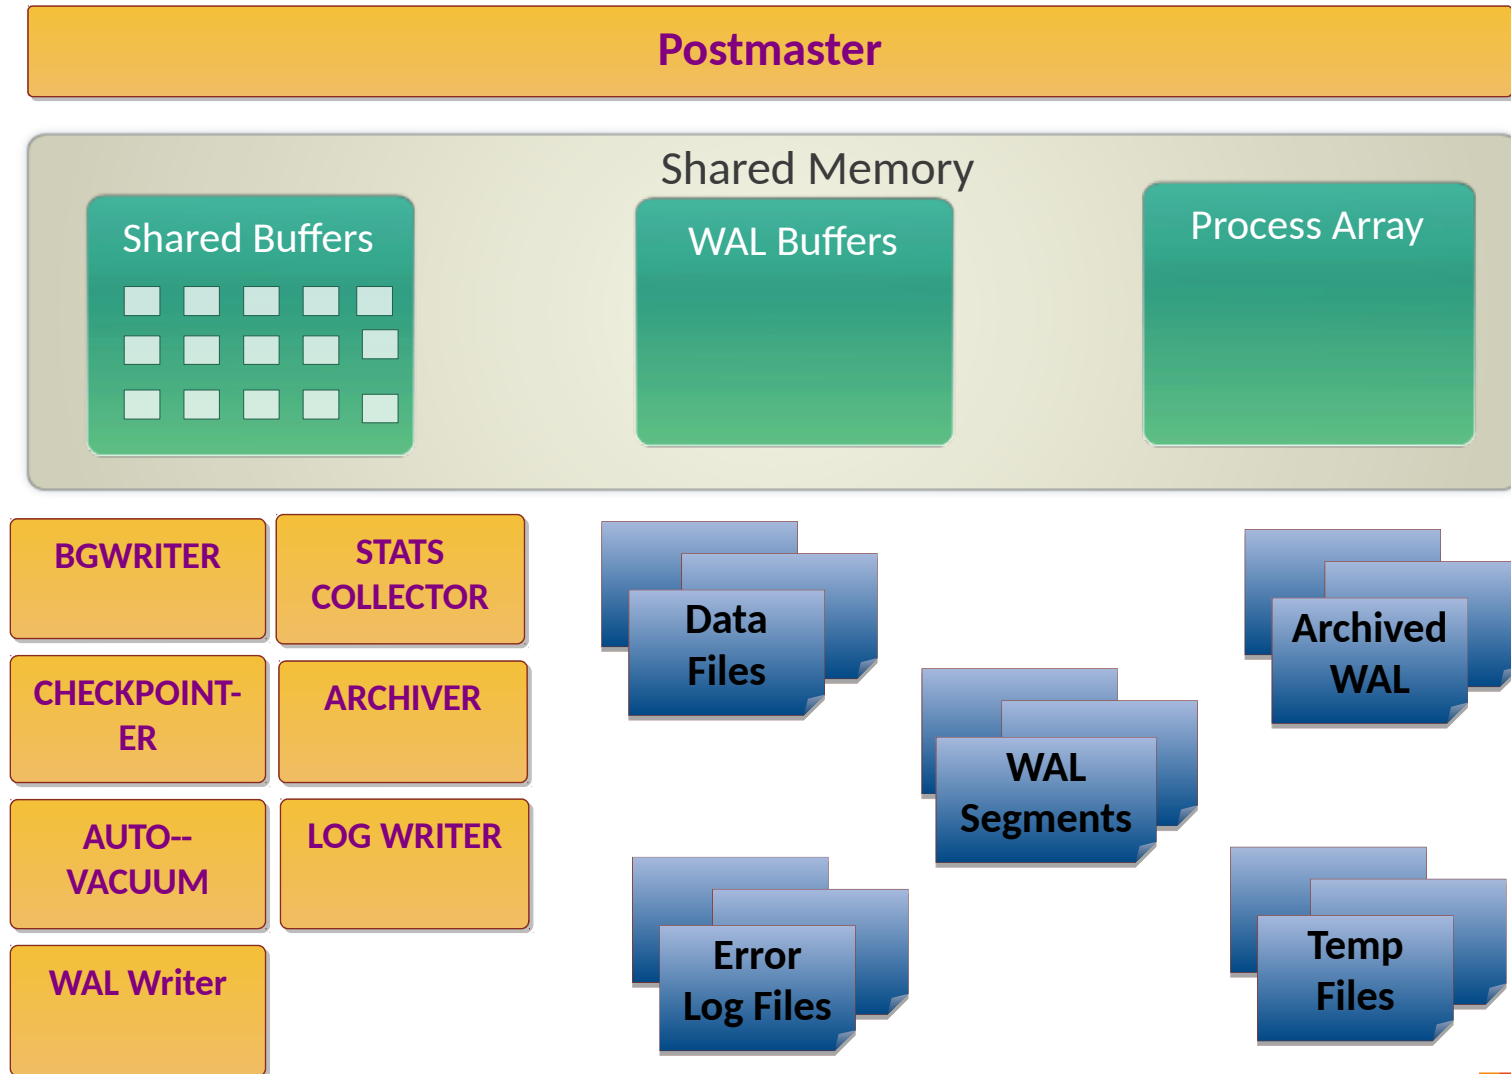 Postmaster
Shared Memory
Shared Buffers
WAL Buffers
Process Array
BGWRITER
STATS
COLLECTOR
CHECKPOINT-
ER
ARCHIVER
AUTO--
VACUUM
LOG WRITER
WAL Writer
Data
Files
Archived
WAL
WAL
Segments
Error
Log Files
Temp
Files